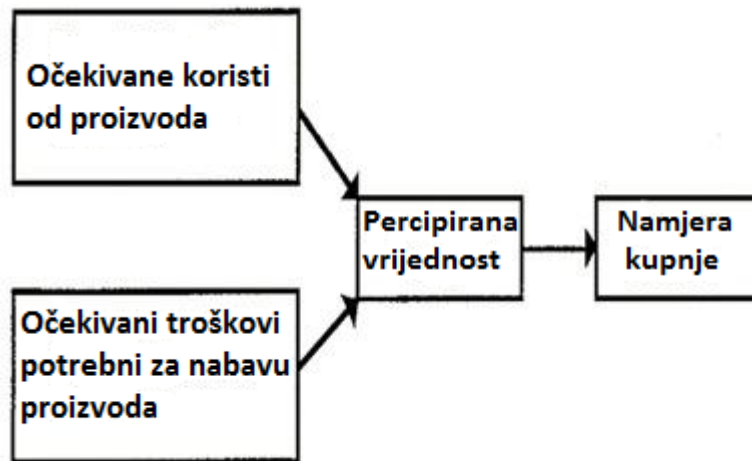 Očekivane koristi
od proizvoda
Percipirana
vrijednost
Namjera
kupnje
Očekivani troškovi
potrebni za nabavu
proizvoda